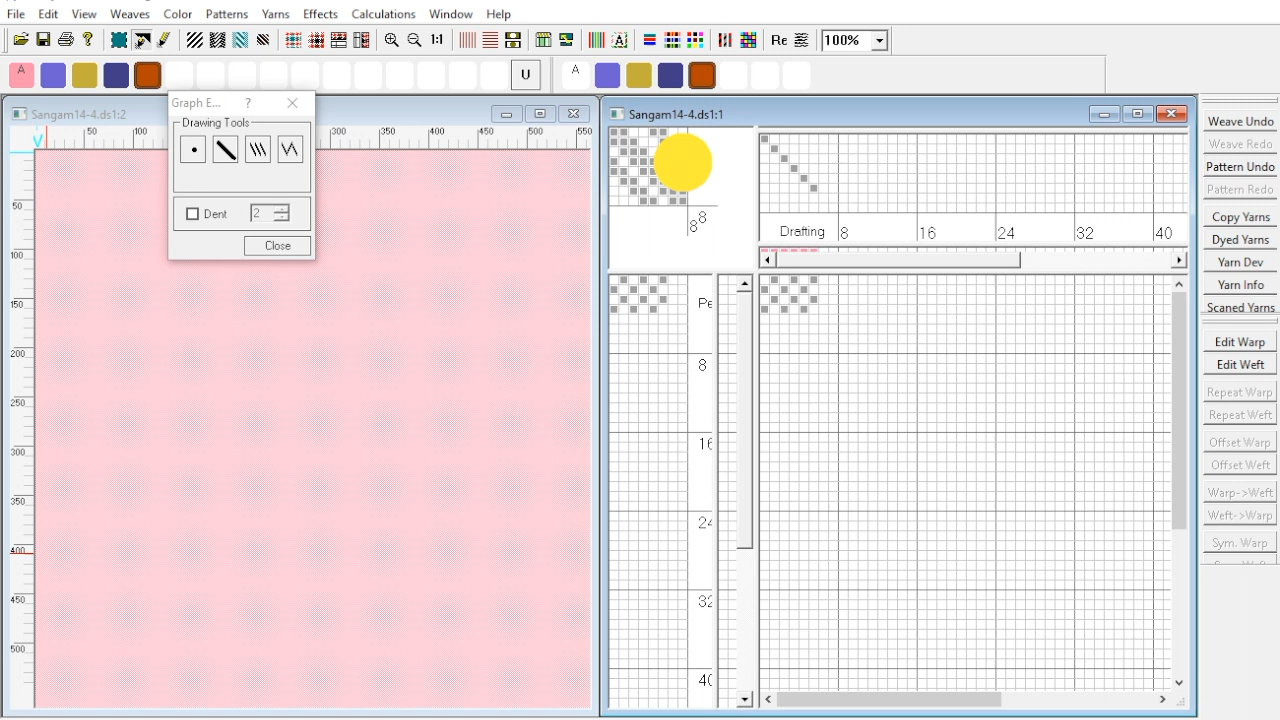 File Edit View Weaves Color Patterns Yarns Effects Calculations Window Help
1:1 Re 100%
A U A
Sangam14-4.ds1:2
50 100 300 350 400 450 500 550
V
50
100
150
200
250
300
350
400
450
500
Graph E... ?
Drawing Tools
Dent 2
Close
Sangam14-4.ds1:1
8 8
Drafting 8 16 24 32 40
Pe
8
16
24
32
40
Weave Undo
Weave Redo
Pattern Undo
Pattern Redo
Copy Yarns
Dyed Yarns
Yarn Dev
Yarn Info
Scaned Yarns
Edit Warp
Edit Weft
Repeat Warp
Repeat Weft
Offset Warp
Offset Weft
Warp->Weft
Weft->Warp
Sym. Warp